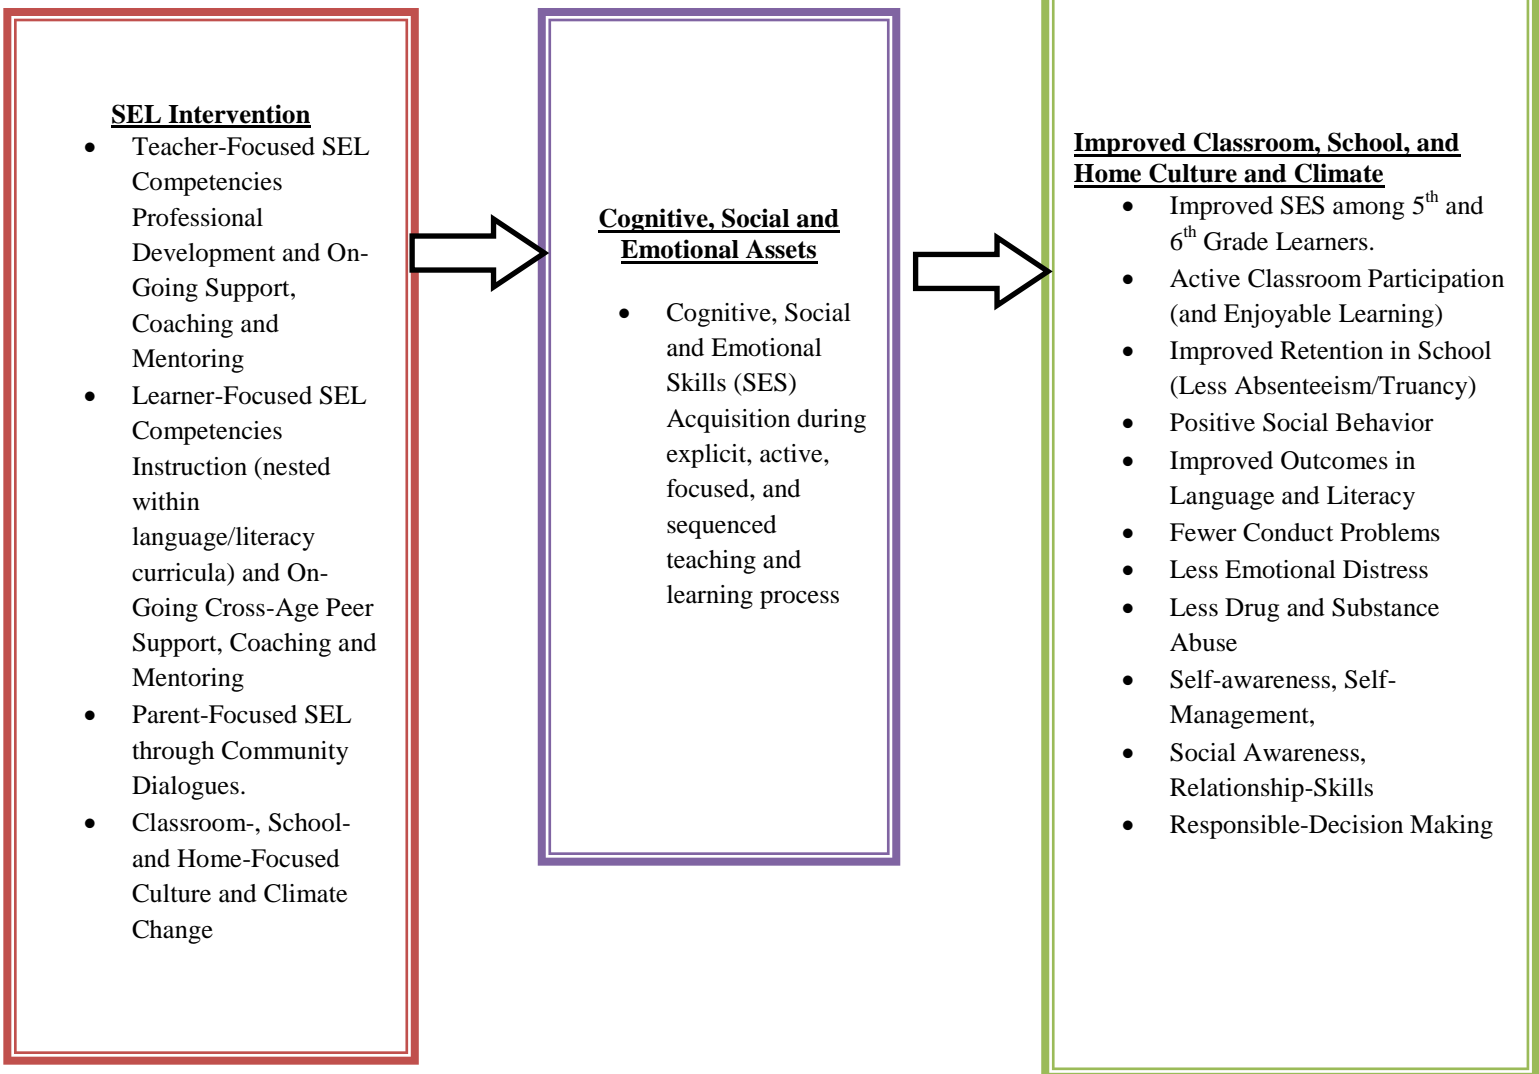 SEL Intervention
• Teacher-Focused SEL
Competencies
Professional
Development and On-
Going Support,
Coaching and
Mentoring
• Learner-Focused SEL
Competencies
Instruction (nested
within
language/literacy
curricula) and On-
Going Cross-Age Peer
Support, Coaching and
Mentoring
• Parent-Focused SEL
through Community
Dialogues.
• Classroom-, School-
and Home-Focused
Culture and Climate
Change
Cognitive, Social and
Emotional Assets
• Cognitive, Social
and Emotional
Skills (SES)
Acquisition during
explicit, active,
focused, and
sequenced
teaching and
learning process
Improved Classroom, School, and
Home Culture and Climate
• Improved SES among 5th and
6th Grade Learners.
• Active Classroom Participation
(and Enjoyable Learning)
• Improved Retention in School
(Less Absenteeism/Truancy)
• Positive Social Behavior
• Improved Outcomes in
Language and Literacy
• Fewer Conduct Problems
• Less Emotional Distress
• Less Drug and Substance
Abuse
• Self-awareness, Self-
Management,
• Social Awareness,
Relationship-Skills
• Responsible-Decision Making